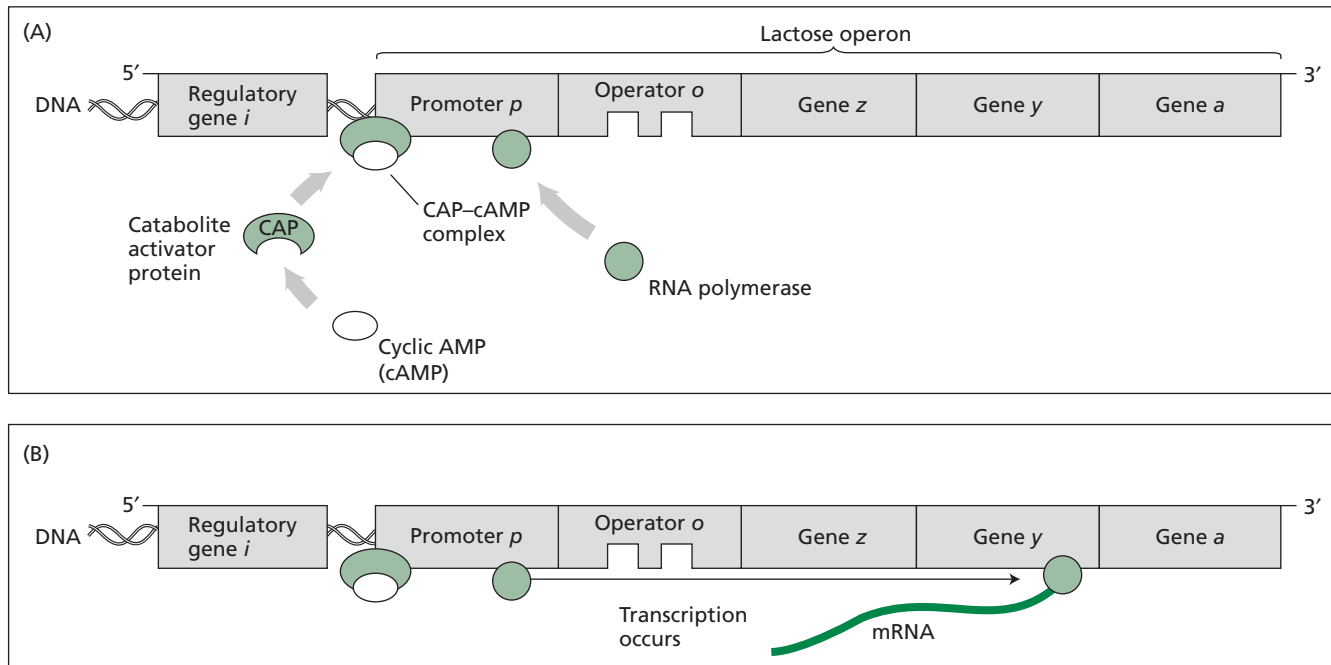 (A)
Lactose operon
5′
3′
DNA
Regulatory
gene i
Promoter p
Operator o
Gene z
Gene y
Gene a
CAP–cAMP
complex
Catabolite
activator
protein
CAP
RNA polymerase
Cyclic AMP
(cAMP)
(B)
5′
3′
DNA
Regulatory
gene i
Promoter p
Operator o
Gene z
Gene y
Gene a
Transcription
occurs
mRNA